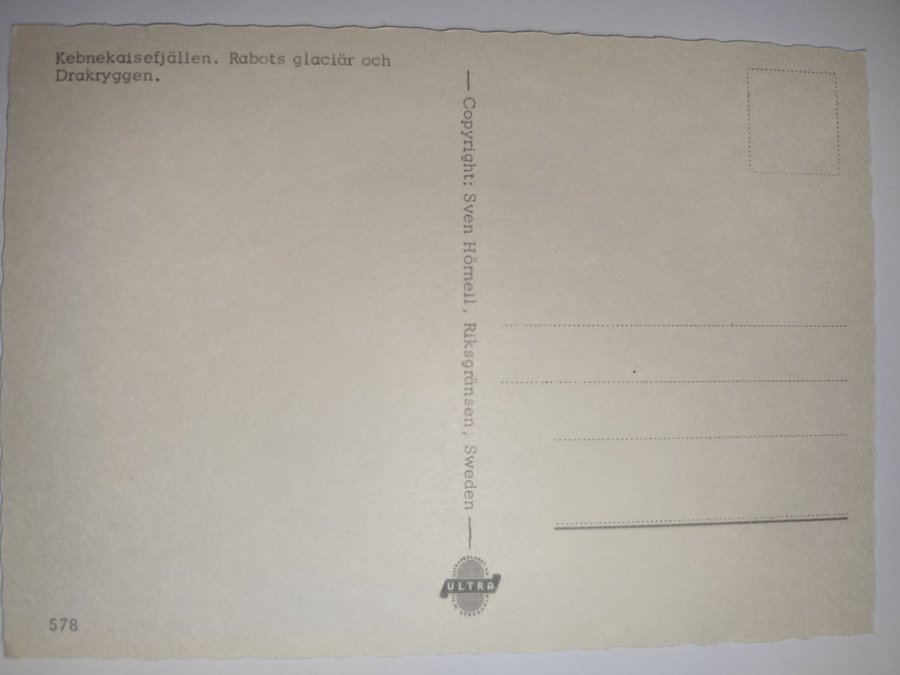 Kebnekaisefjällen. Rabots glaciär och
Drakryggen.
— Copyright: Sven Hörnell, Riksgränsen, Sweden —
ULTRA
578